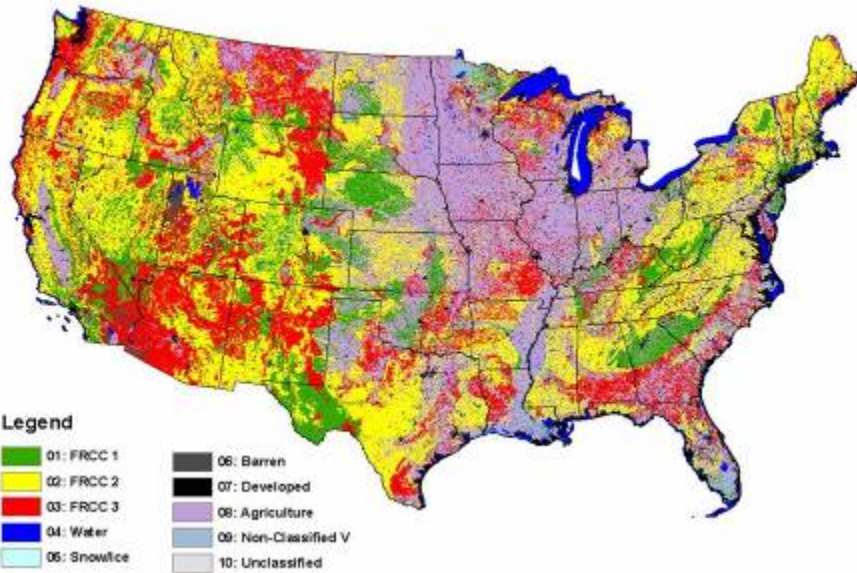 Legend
01: FRCC 1
02: FRCC 2
03: FRCC 3
04: Water
05: Snow/Ice
06: Barren
07: Developed
08: Agriculture
09: Non-Classified V
10: Unclassified